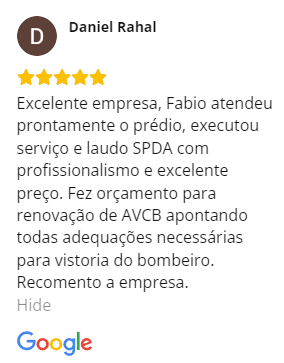 D
Daniel Rahal
Excelente empresa, Fabio atendeu
prontamente o prédio, executou
serviço e laudo SPDA com
profissionalismo e excelente
preço. Fez orçamento para
renovação de AVCB apontando
todas adequações necessárias
para vistoria do bombeiro.
Recomento a empresa.
Hide
Google